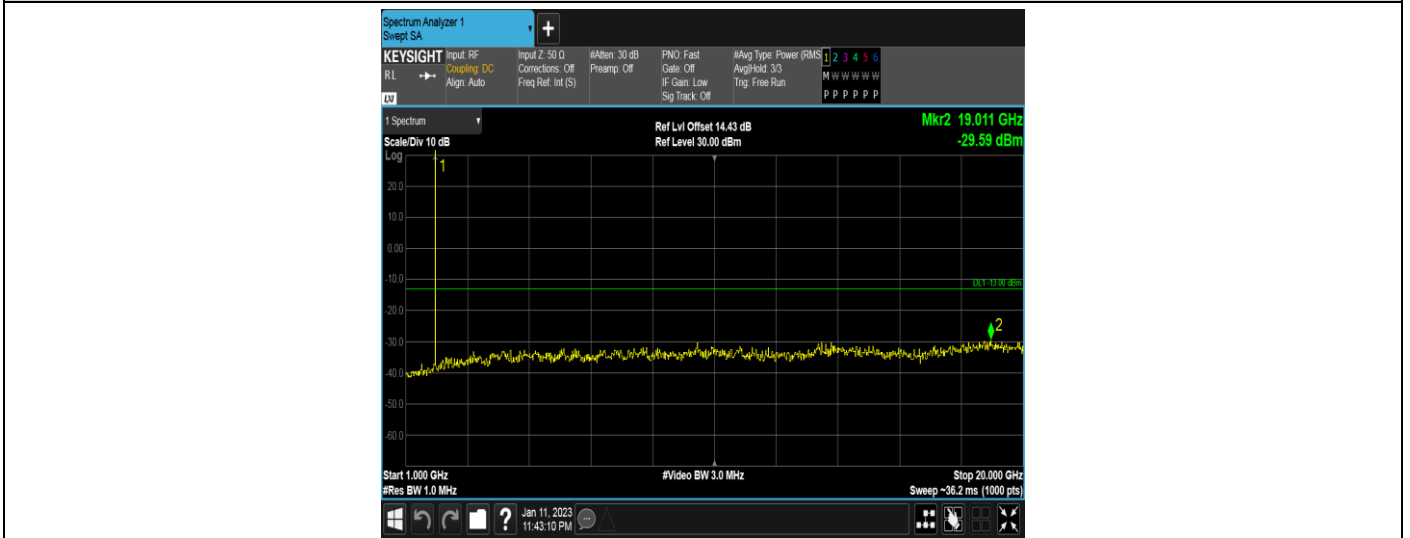 Spectrum Analyzer 1
Swept SA
+
KEYSIGHT
RL
LXI
Input: RF
Coupling: DC
Align: Auto
Input Z: 50 Ω
Corrections: Off
Freq Ref: Int (S)
#Atten: 30 dB
Preamp: Off
PNO: Fast
Gate: Off
IF Gain: Low
Sig Track: Off
#Avg Type: Power (RMS
Avg|Hold: 3/3
Trig: Free Run
1 2 3 4 5 6
M W W W W W
P P P P P P
1 Spectrum
Scale/Div 10 dB
Log
Ref Lvl Offset 14.43 dB
Ref Level 30.00 dBm
Mkr2 19.011 GHz
-29.59 dBm
1
20.0
10.0
0.00
-10.0
DL1 -13.00 dBm
-20.0
2
-30.0
-40.0
-50.0
-60.0
Start 1.000 GHz
#Res BW 1.0 MHz
#Video BW 3.0 MHz
Stop 20.000 GHz
Sweep ~36.2 ms (1000 pts)
?
Jan 11, 2023
11:43:10 PM